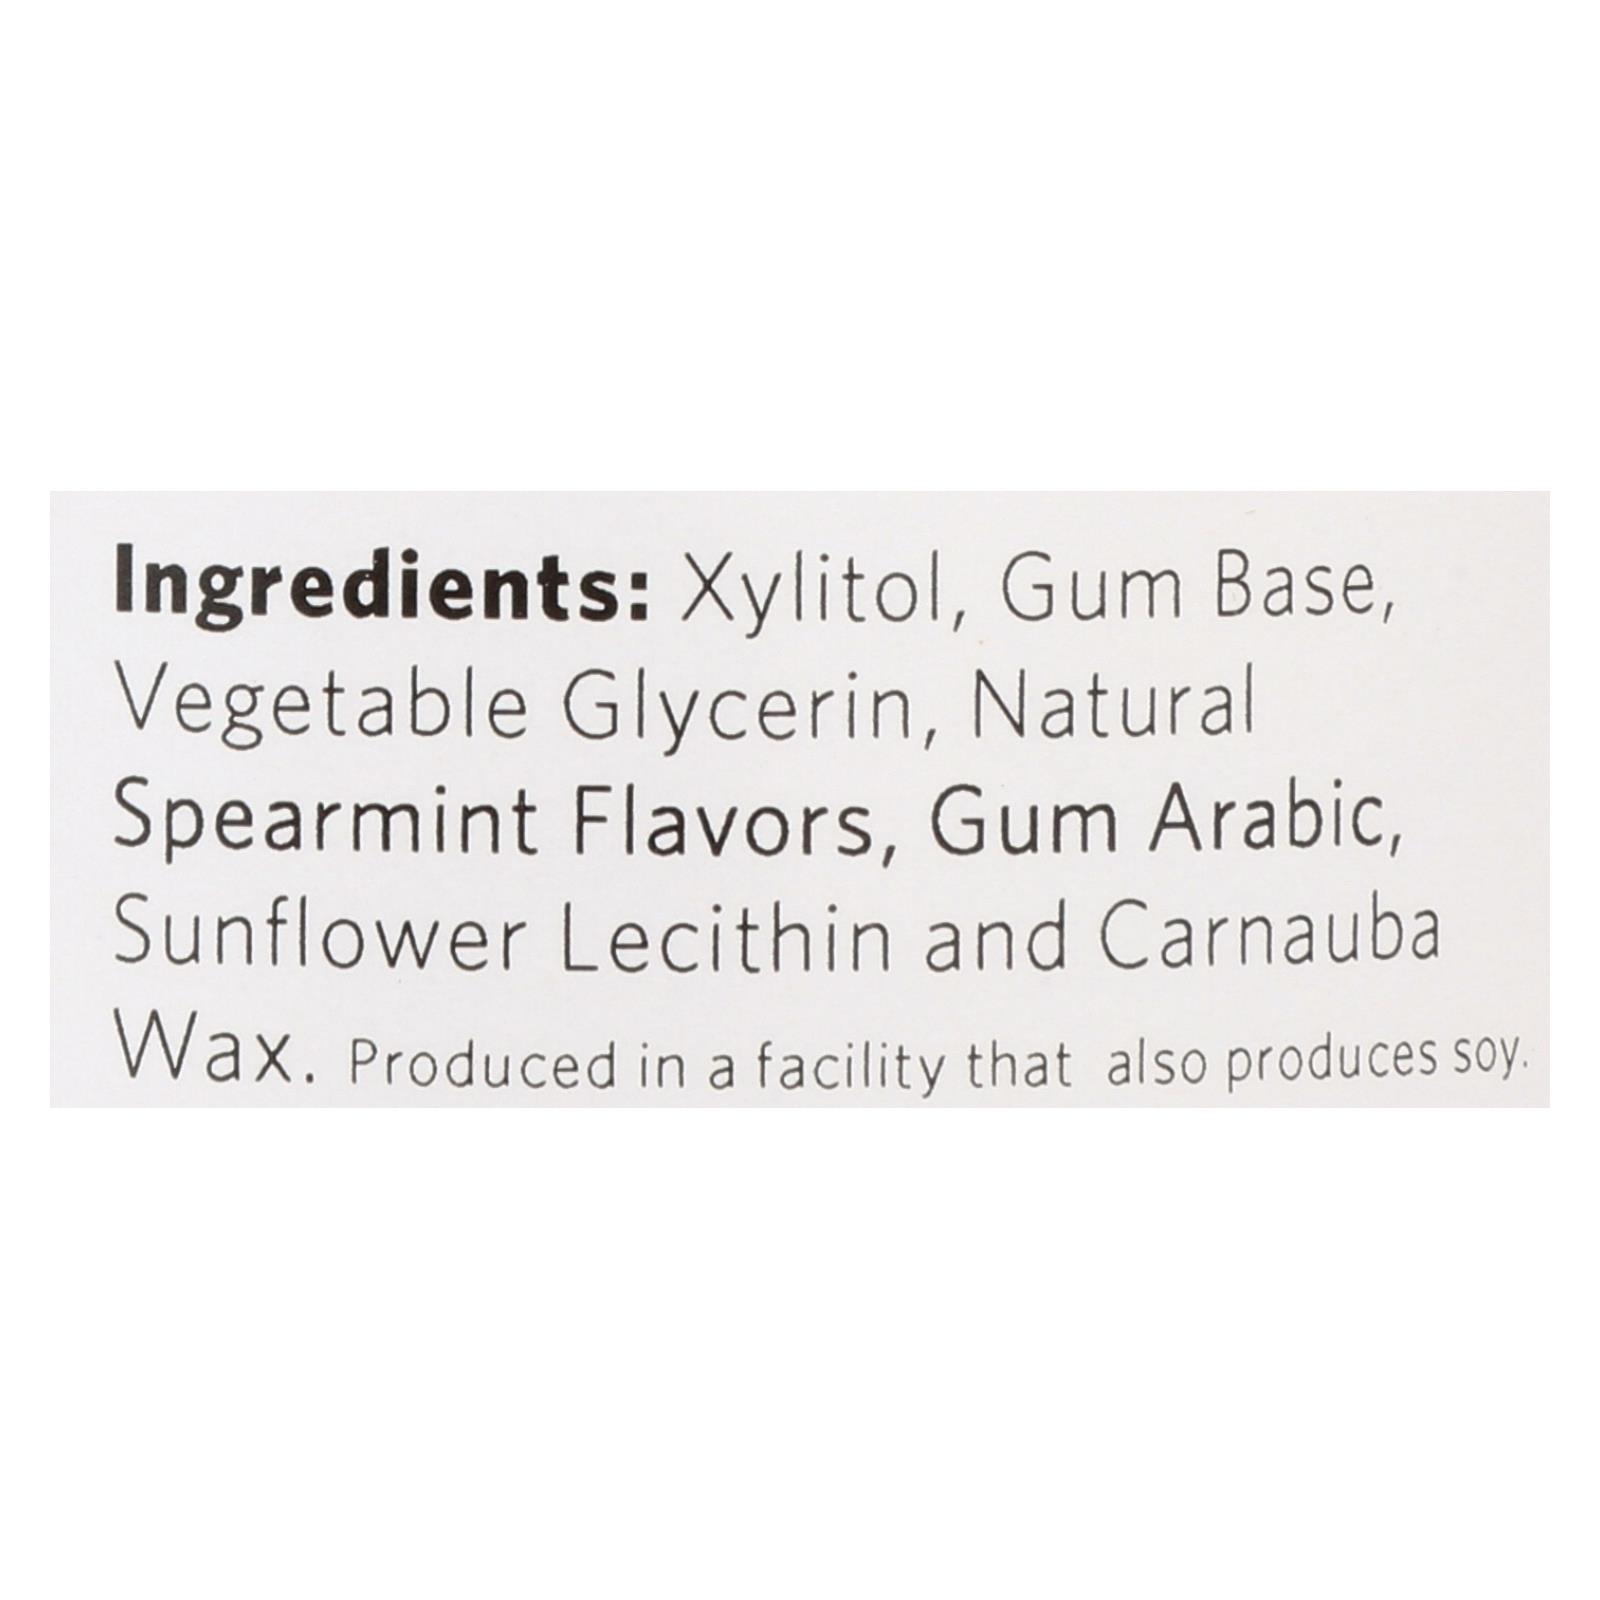 Ingredients: Xylitol, Gum Base,
Vegetable Glycerin, Natural
Spearmint Flavors, Gum Arabic,
Sunflower Lecithin and Carnauba
Wax. Produced in a facility that also produces soy.